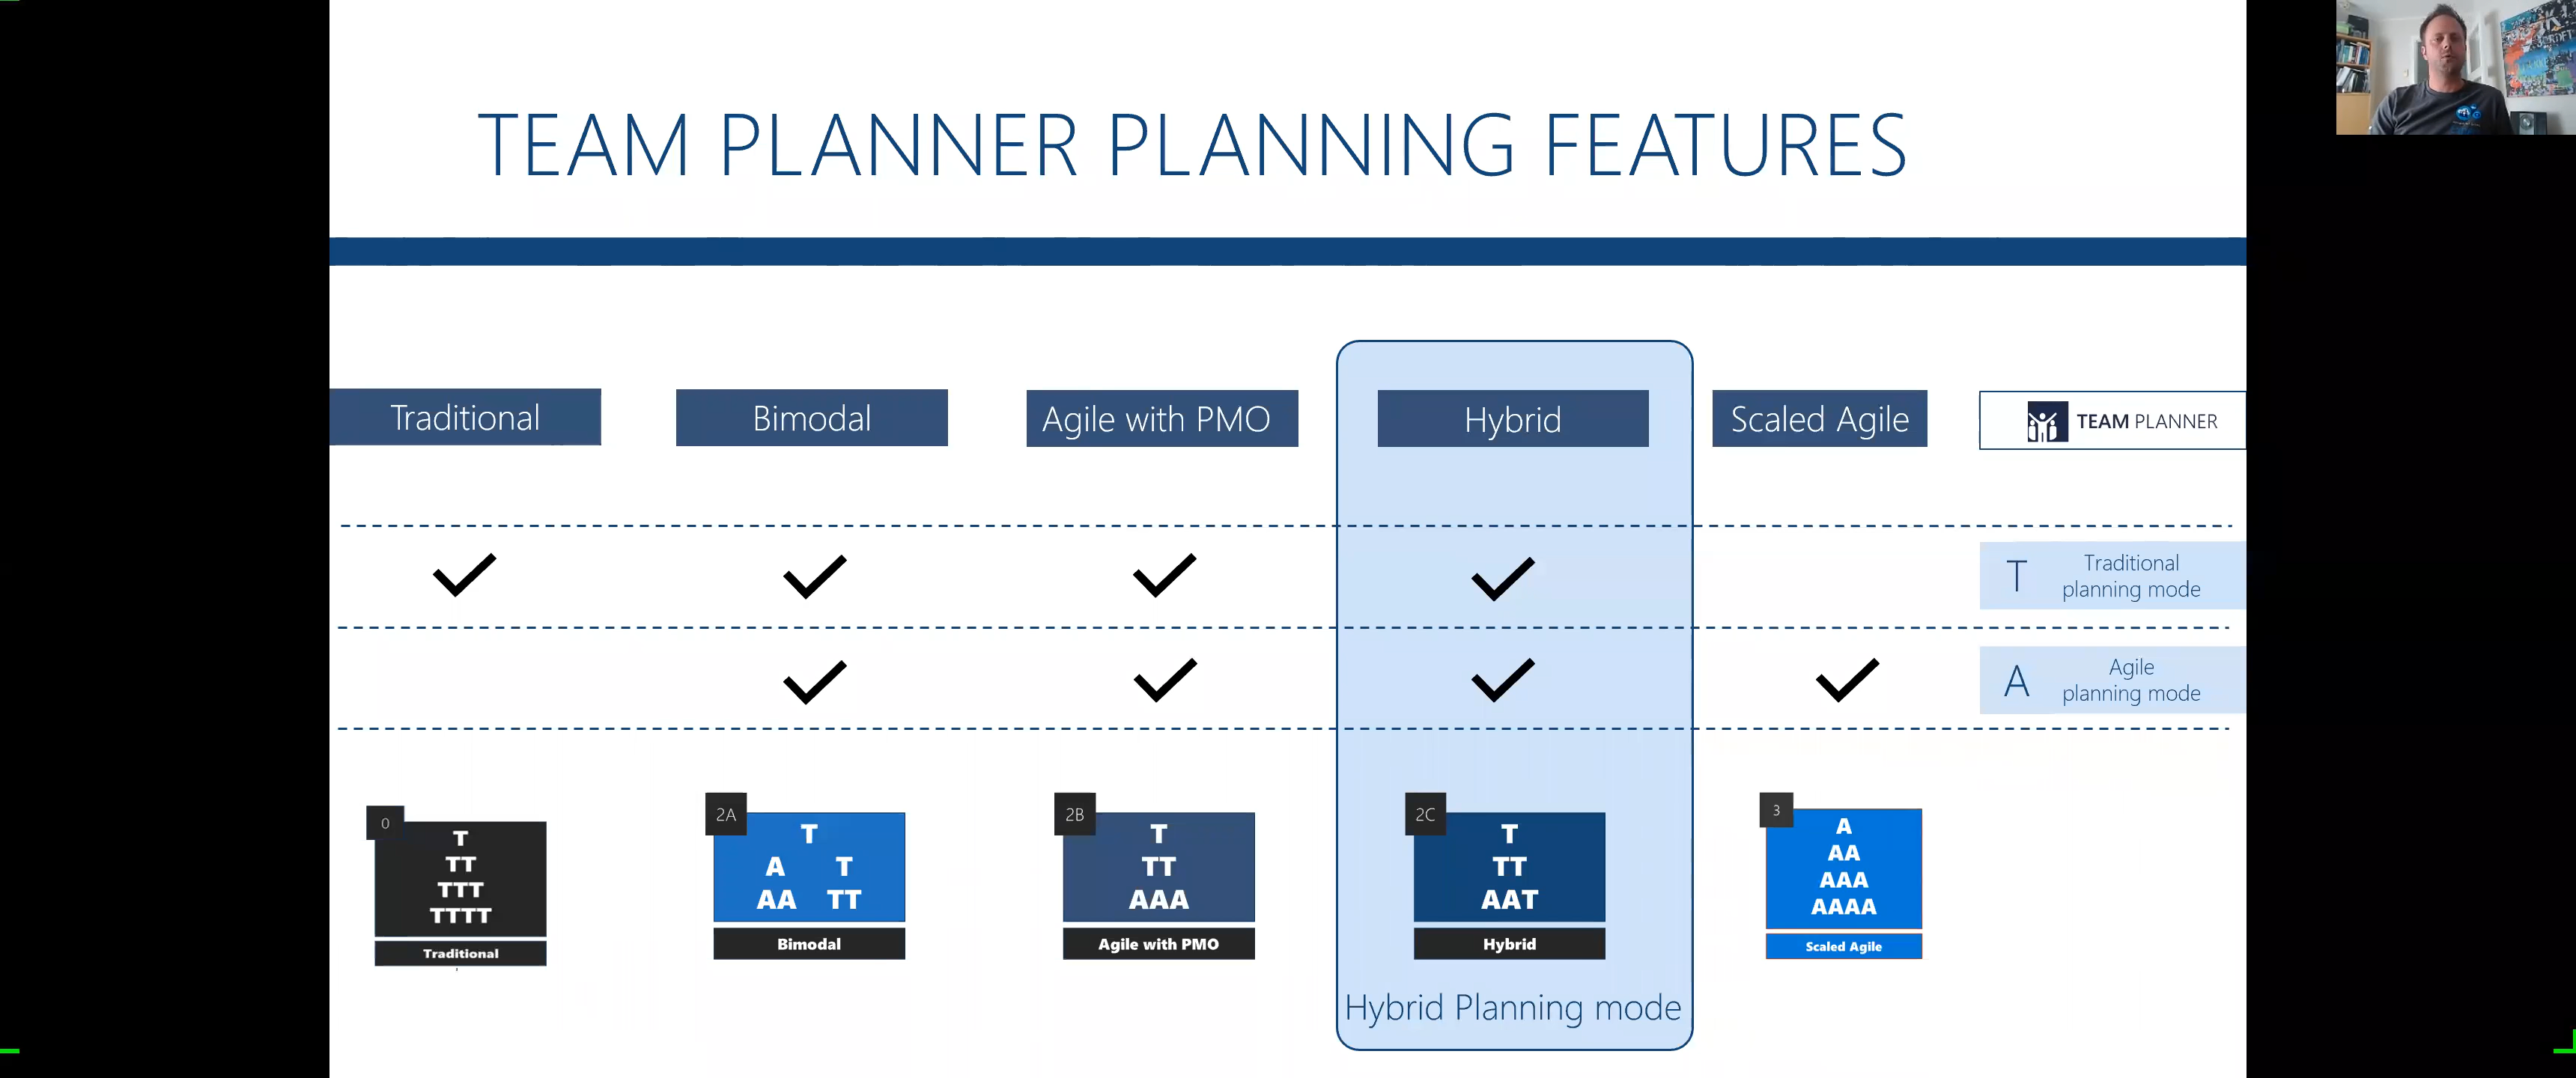 TEAM PLANNER PLANNING FEATURES
Traditional
Bimodal
Agile with PMO
Hybrid
Scaled Agile
TEAM PLANNER
T
Traditional
planning mode
A
Agile
planning mode
0
T
TT
TTT
TTTT
Traditional
2A
T
A T
AA TT
Bimodal
2B
T
TT
AAA
Agile with PMO
2C
T
TT
AAT
Hybrid
3
A
AA
AAA
AAAA
Scaled Agile
Hybrid Planning mode